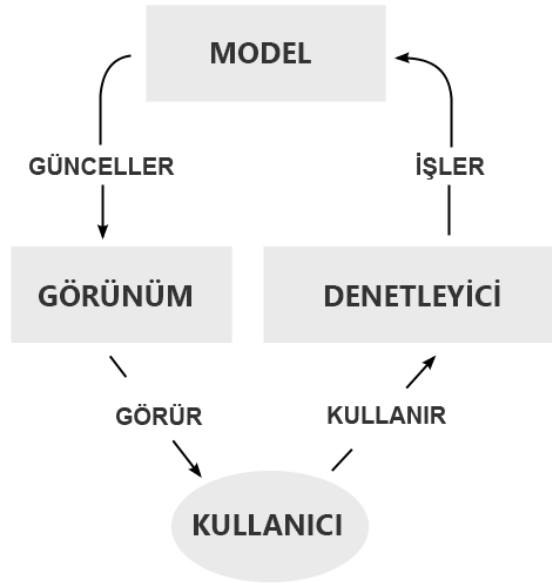 MODEL
GÜNCELLER
İŞLER
GÖRÜNÜM
DENETLEYİCİ
GÖRÜR
KULLANIR
KULLANICI